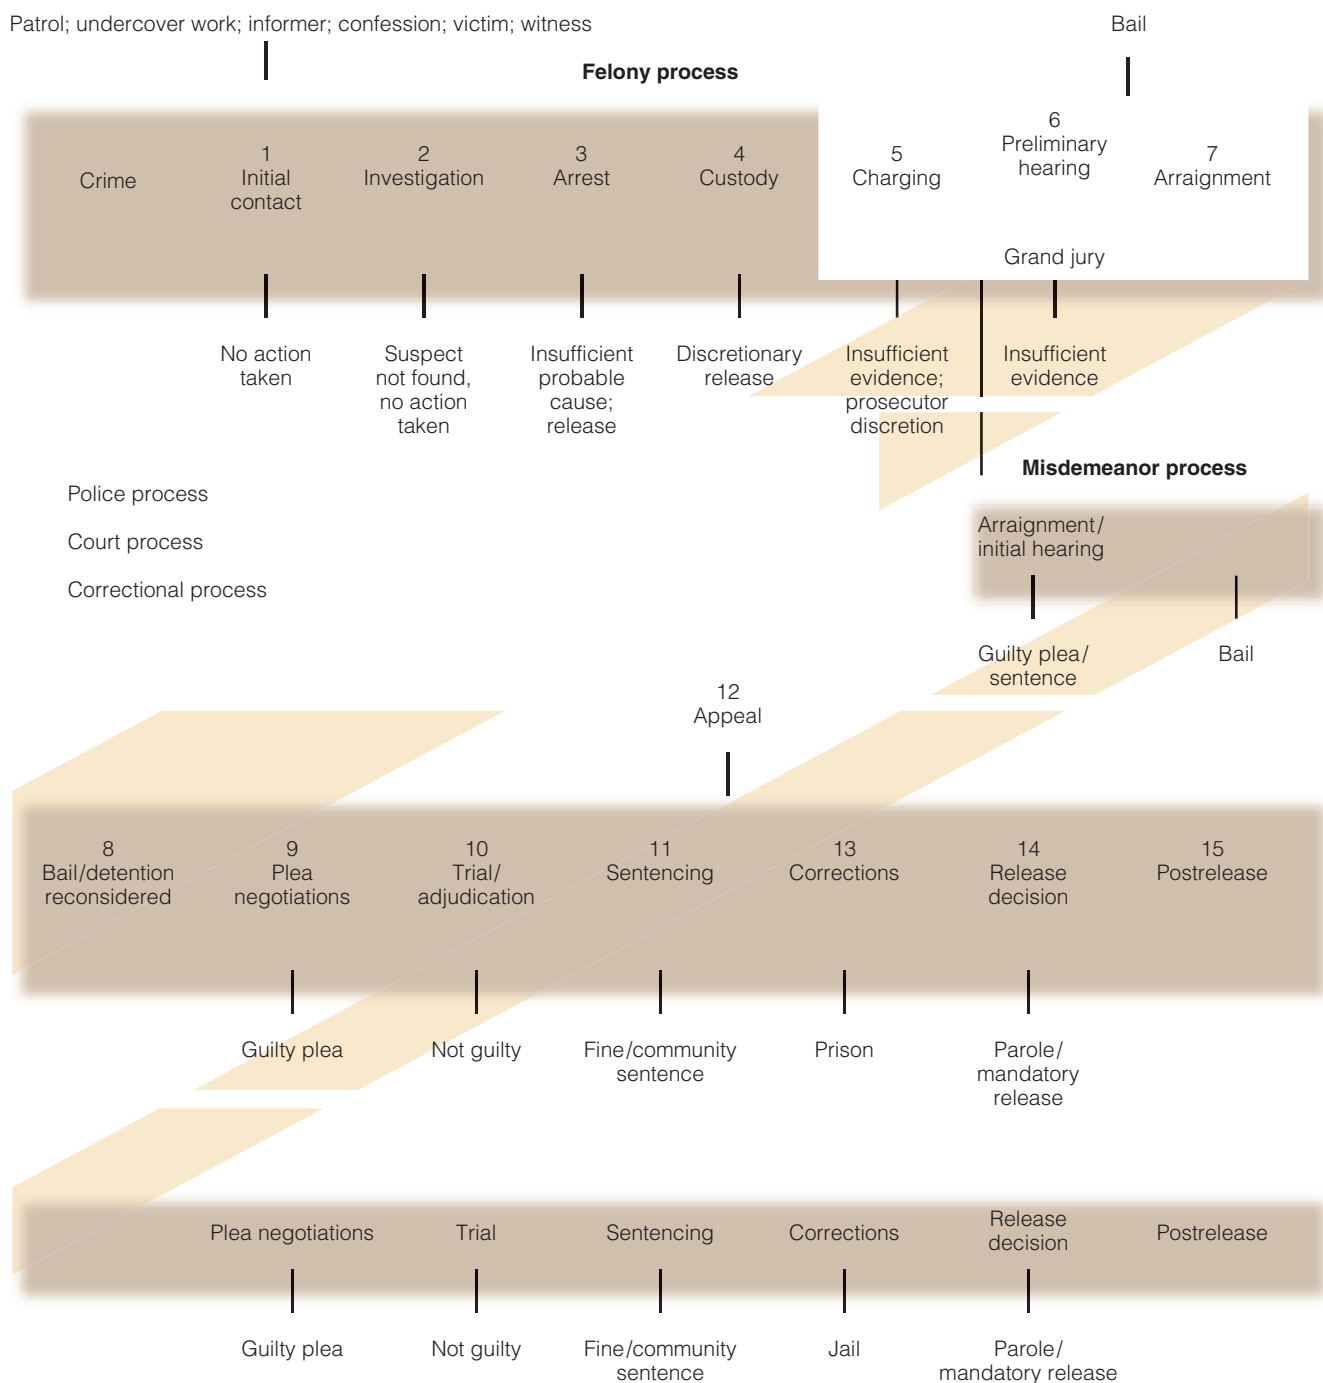 Patrol; undercover work; informer; confession; victim; witness
Bail
Felony process
Crime
1
Initial
contact
2
Investigation
3
Arrest
4
Custody
5
Charging
6
Preliminary
hearing
7
Arraignment
Grand jury
No action
taken
Suspect
not found,
no action
taken
Insufficient
probable
cause;
release
Discretionary
release
Insufficient
evidence;
prosecutor
discretion
Insufficient
evidence
Misdemeanor process
Police process
Court process
Correctional process
Arraignment/
initial hearing
Guilty plea/
sentence
Bail
12
Appeal
8
Bail/detention
reconsidered
9
Plea
negotiations
10
Trial/
adjudication
11
Sentencing
13
Corrections
14
Release
decision
15
Postrelease
Guilty plea
Not guilty
Fine/community
sentence
Prison
Parole/
mandatory
release
Plea negotiations
Trial
Sentencing
Corrections
Release
decision
Postrelease
Guilty plea
Not guilty
Fine/community
sentence
Jail
Parole/
mandatory release